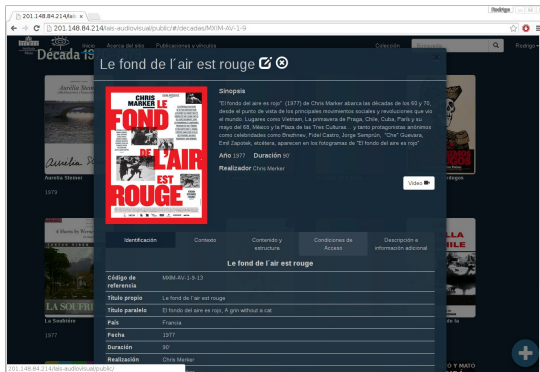 Rodrigo
201.148.84.214/lais
201.148.84.214/lais-audiovisual/public/#/decadas/MXIM-AV-1-9
Inicio
Acerca del sitio
Publicaciones y vínculos
Colección
Rodrigo
Década 19
Le fond de l´air est rouge
CHRIS
MARKER
LE
FOND
DE
L'AIR
EST
ROUGE
Sinopsis
"El fondo del aire es rojo" (1977) de Chris Marker abarca las décadas de los 60 y 70,
desde el punto de vista de los principales movimientos sociales y revoluciones que vio
el mundo. Lugares como Vietnam, La primavera de Praga, Chile, Cuba, París y su
mayo del 68, México y la Plaza de las Tres Culturas... y tanto protagonistas anónimos
como celebridades como Brezhnev, Fidel Castro, Jorge Semprún, "Che" Guevara,
Emil Zapotek, etcétera, aparecen en los fotogramas de "El fondo del aire es rojo"
Año 1977 Duración 90'
Realizador Chris Merker
Video
Aurelia Steiner
1979
Identificación
Contexto
Contenido y
estructura
Condiciones de
Acceso
Descripción e
información adicional
Le fond de l´air est rouge
Código de
referencia
MXIM-AV-1-9-13
Título propio
Le fond de l´air est rouge
Título paralelo
El fondo del aire es rojo, A grin without a cat
País
Francia
Fecha
1977
Duración
90'
Realización
Chris Merker
LA SOUFRI
La Soufrière
1977
Y MATÓ
201.148.84.214/lais-audiovisual/public/